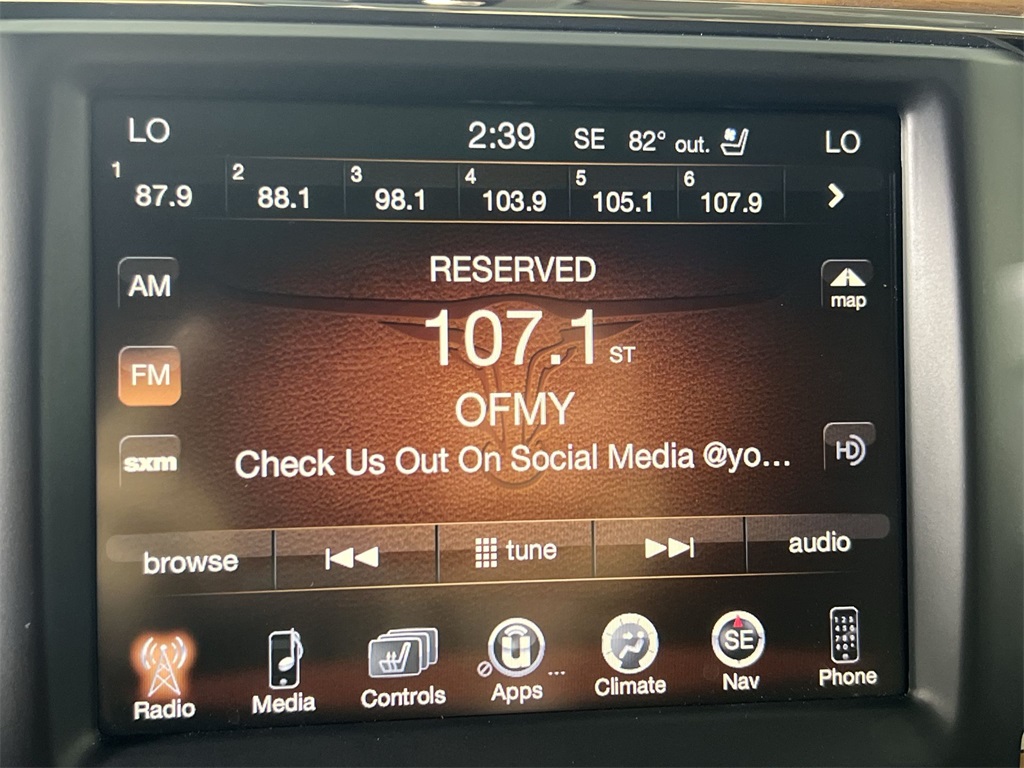 LO 2:39 SE 82° out. LO
1 2 3 4 5 6
87.9 88.1 98.1 103.9 105.1 107.9
RESERVED
AM
map
107.1 ST
FM
OFMY
sxm
Check Us Out On Social Media @yo...
HD
browse tune audio
Radio Media Controls Apps ... Climate SE Nav Phone